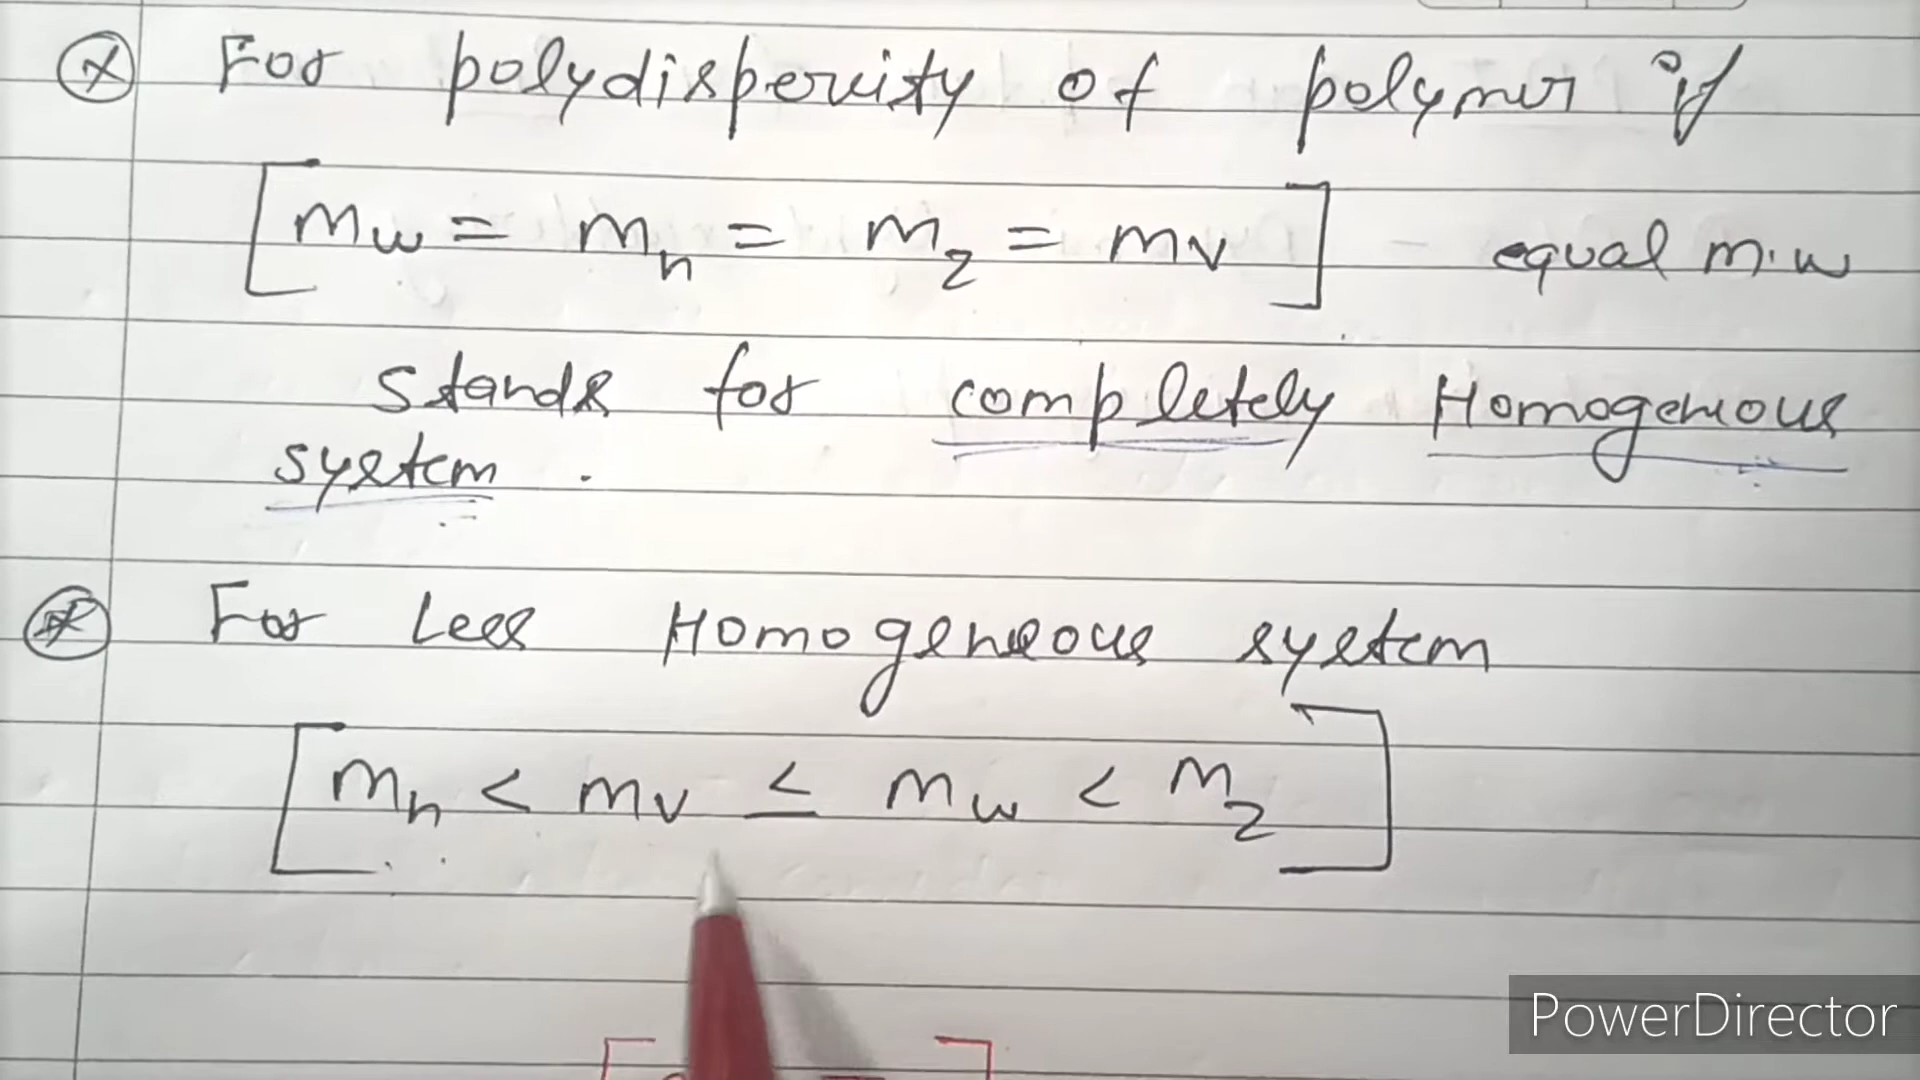 For polydispersity of polymer if
[Mw = Mn = Mz = Mv] - equal m.w
stands for completely Homogenious
system.
For Less Homogeneous system
[Mn < Mv ≤ Mw < Mz]
PowerDirector